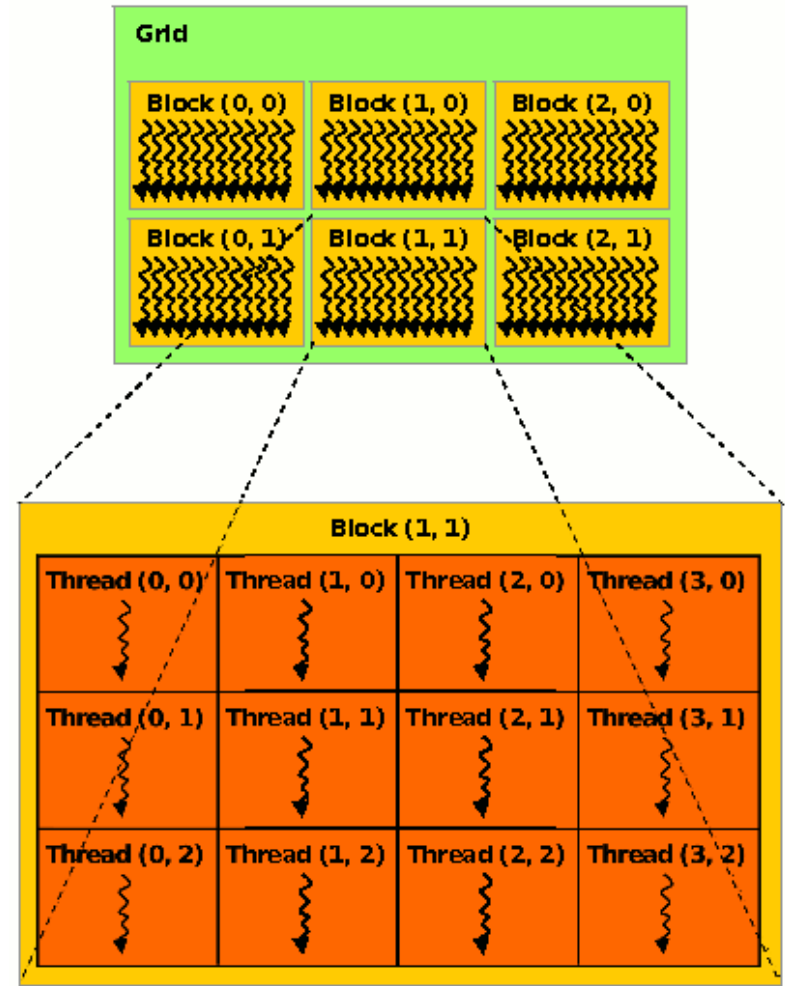 Grid
Block (0, 0) Block (1, 0) Block (2, 0)
Block (0, 1) Block (1, 1) Block (2, 1)
Block (1, 1)
Thread (0, 0) Thread (1, 0) Thread (2, 0) Thread (3, 0)
Thread (0, 1) Thread (1, 1) Thread (2, 1) Thread (3, 1)
Thread (0, 2) Thread (1, 2) Thread (2, 2) Thread (3, 2)